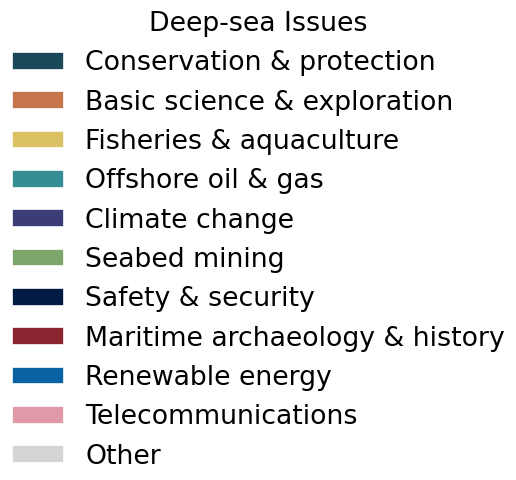 Deep-sea Issues
Conservation & protection
Basic science & exploration
Fisheries & aquaculture
Offshore oil & gas
Climate change
Seabed mining
Safety & security
Maritime archaeology & history
Renewable energy
Telecommunications
Other